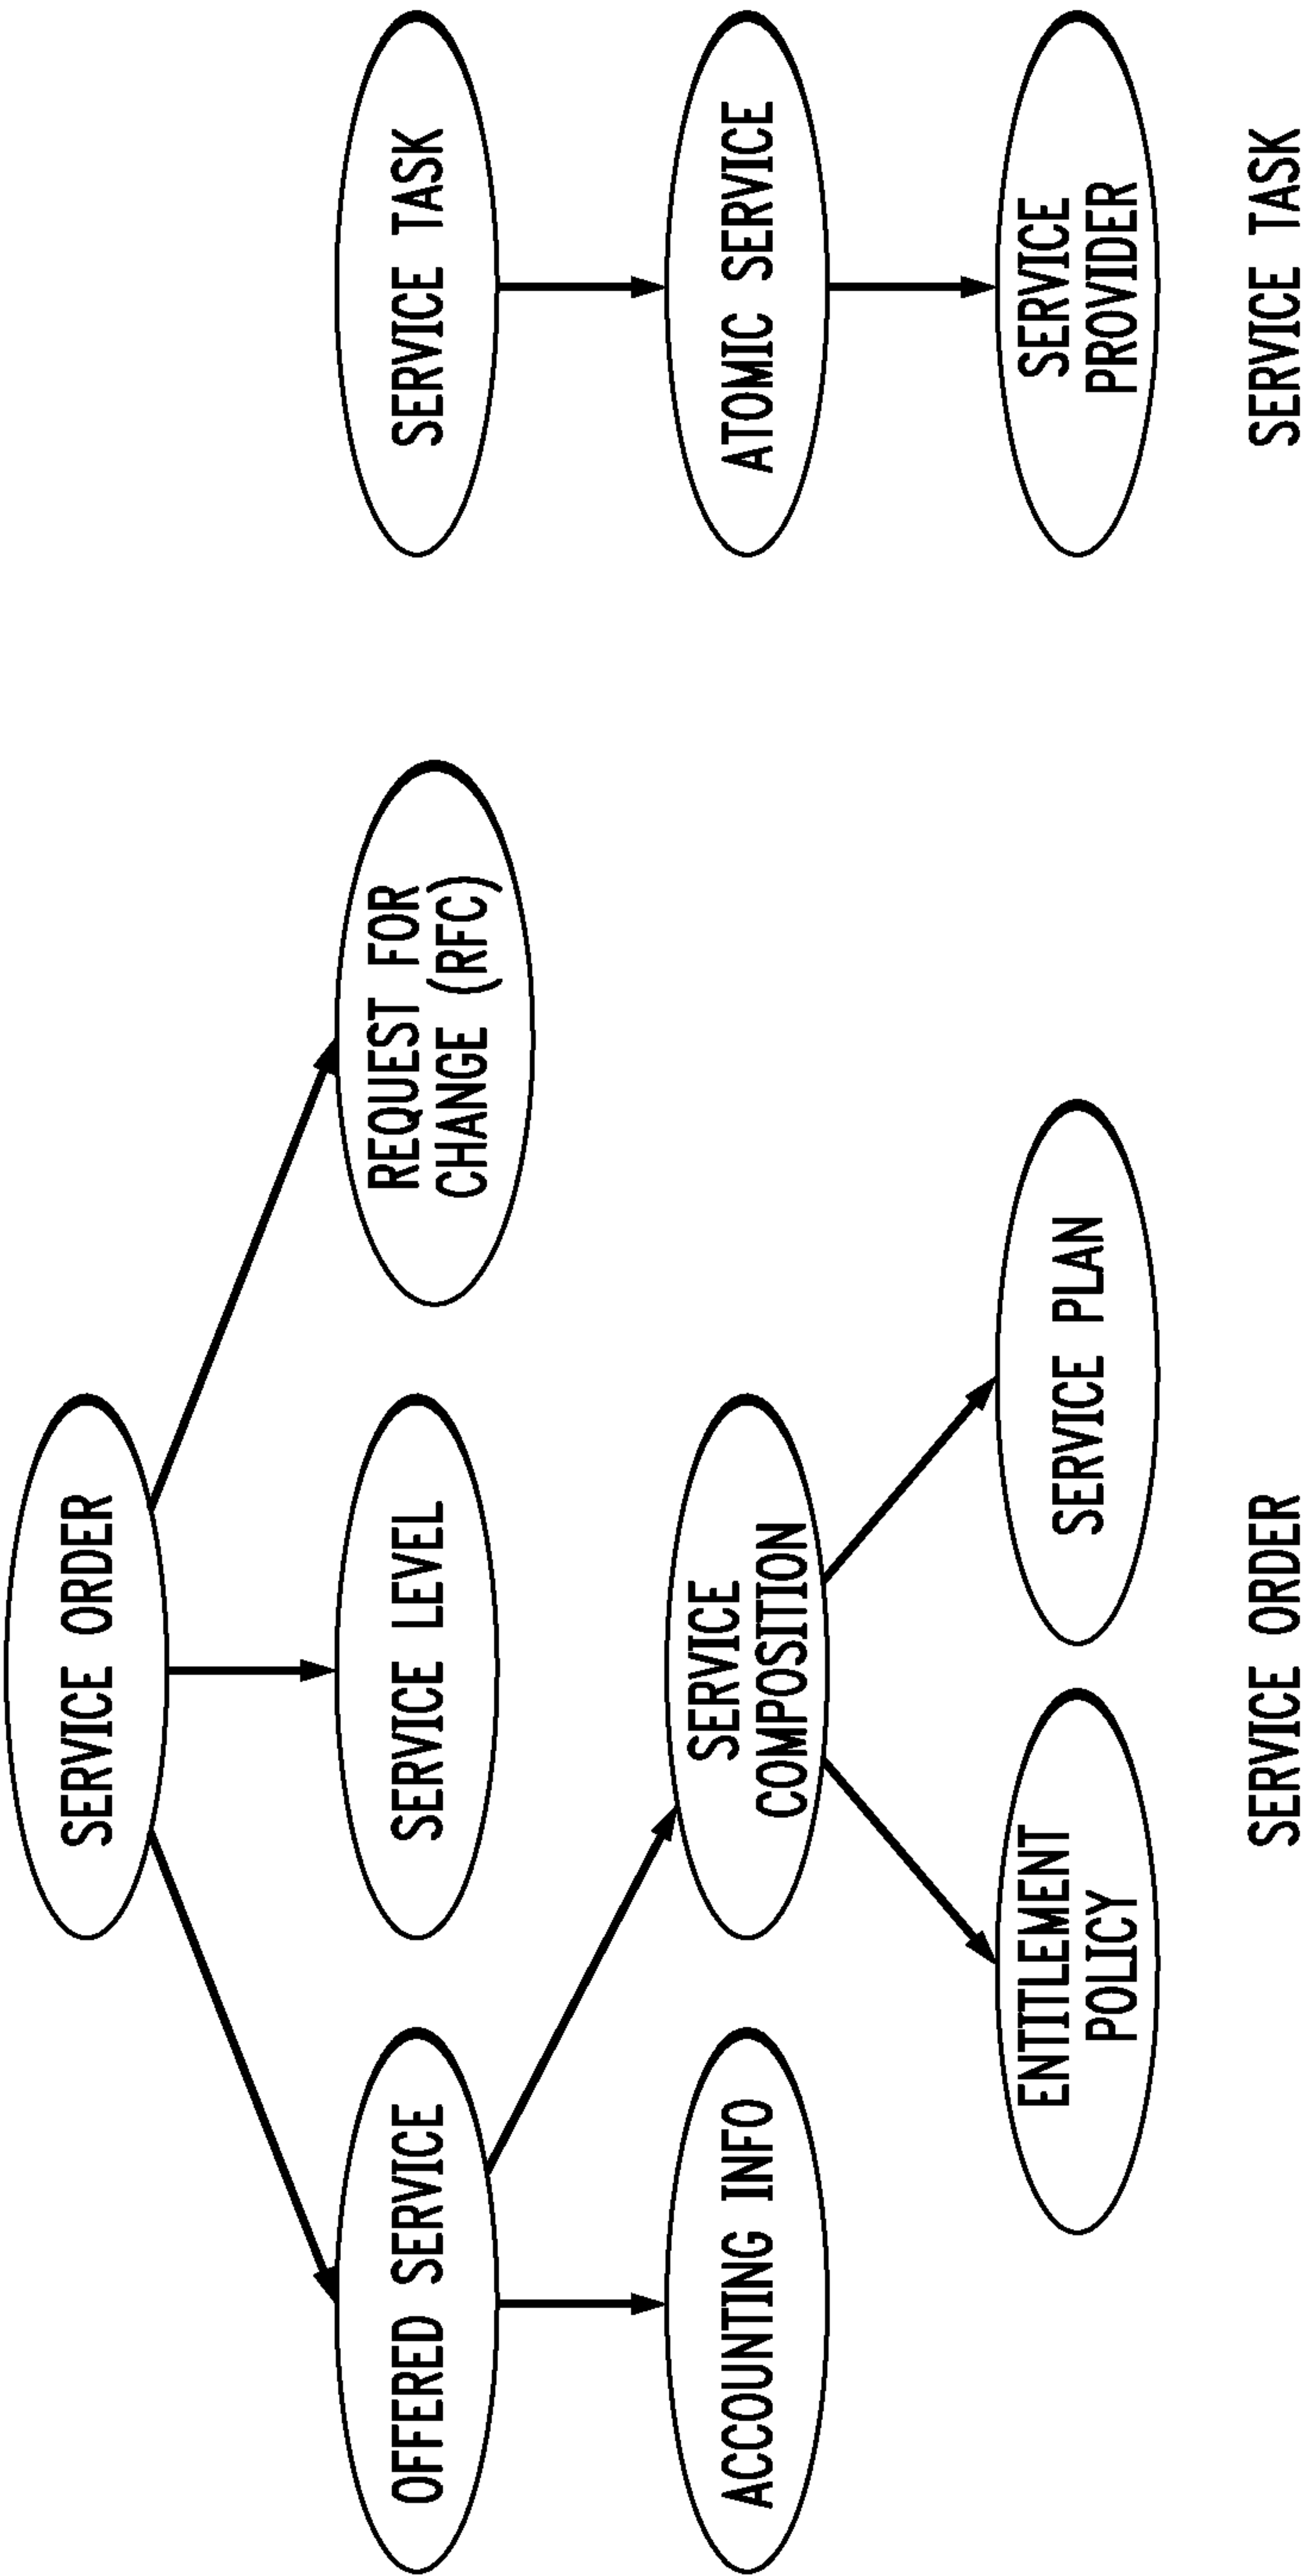 SERVICE ORDER
OFFERED SERVICE
SERVICE LEVEL
REQUEST FOR
CHANGE (RFC)
ACCOUNTING INFO
SERVICE
COMPOSITION
ENTITLEMENT
POLICY
SERVICE PLAN
SERVICE ORDER
SERVICE TASK
ATOMIC SERVICE
SERVICE
PROVIDER
SERVICE TASK